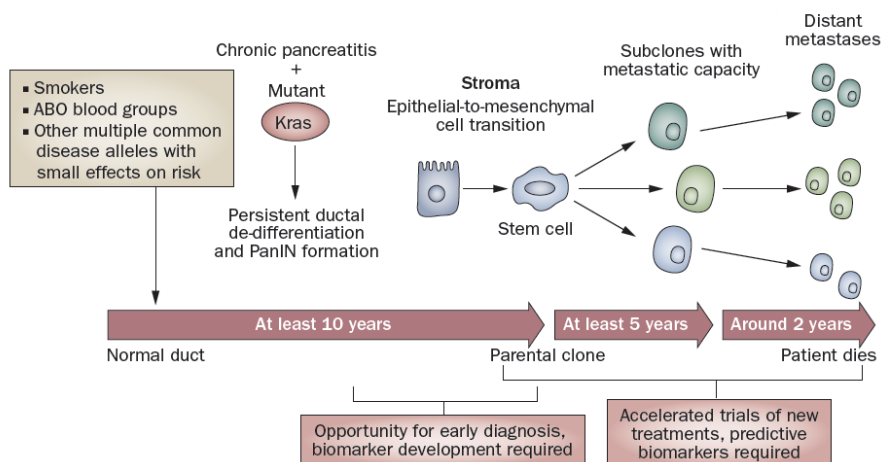 ▪ Smokers
▪ ABO blood groups
▪ Other multiple common
disease alleles with
small effects on risk
Chronic pancreatitis
+
Mutant
Kras
Persistent ductal
de-differentiation
and PanIN formation
Stroma
Epithelial-to-mesenchymal
cell transition
Stem cell
Subclones with
metastatic capacity
Distant
metastases
At least 10 years
At least 5 years
Around 2 years
Normal duct
Parental clone
Patient dies
Opportunity for early diagnosis,
biomarker development required
Accelerated trials of new
treatments, predictive
biomarkers required